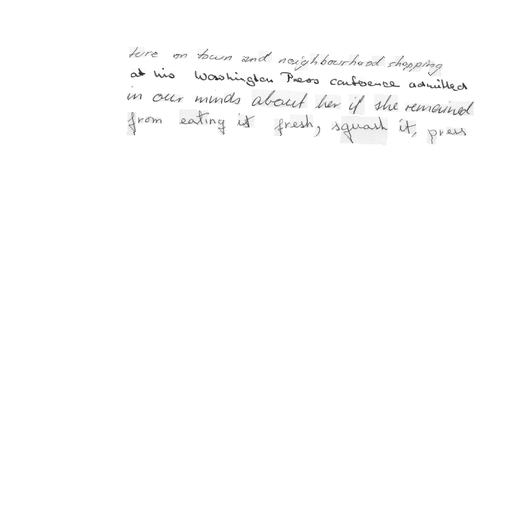 ture on town and neighbourhood shopping
at his Washington Press conference admitted
in our minds about her if she remained
from eating it fresh, squash it, press